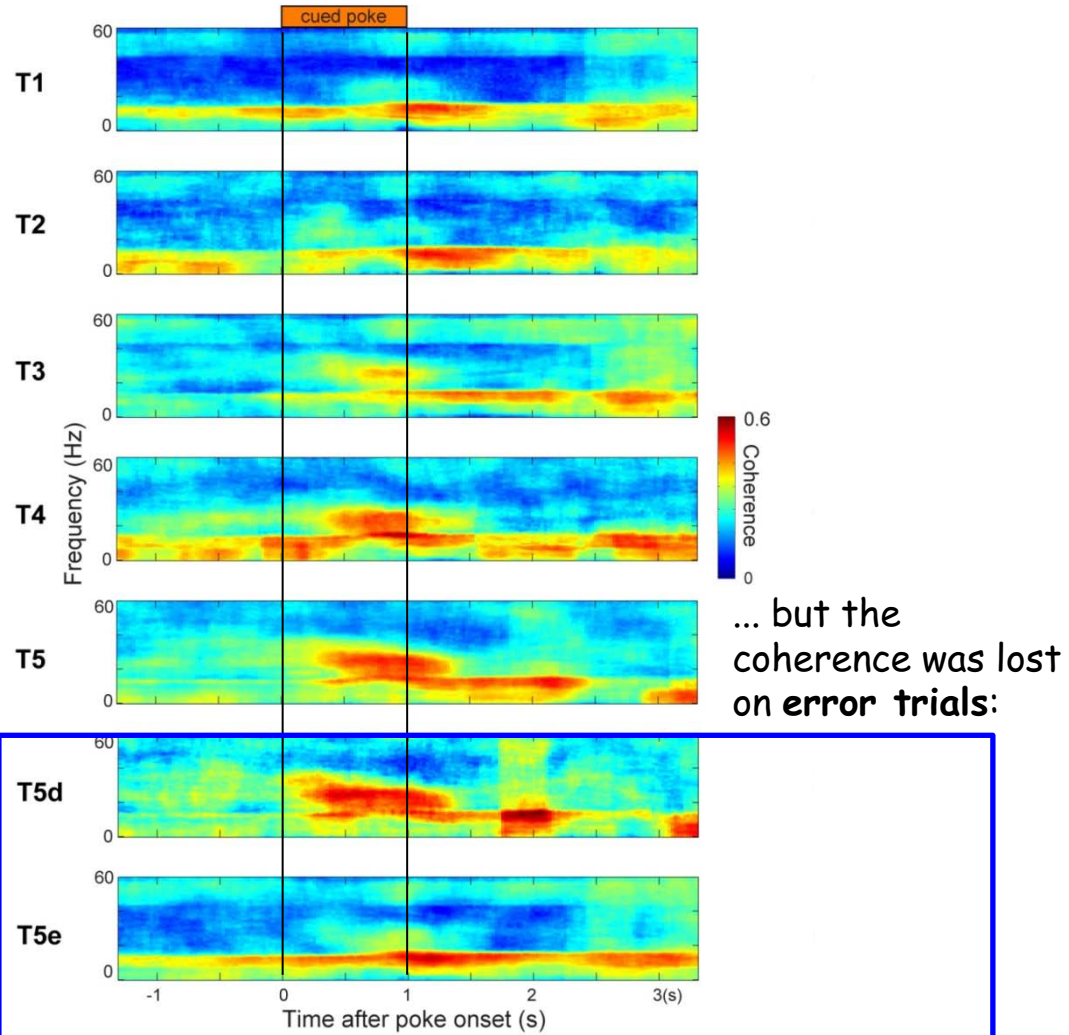 cued poke
T1
60
0
T2
60
0
T3
60
0
T4
60
0
T5
60
0
T5d
60
0
T5e
60
0
Frequency (Hz)
-1 0 1 2 3(s)
Time after poke onset (s)
0.6
Coherence
0
... but the
coherence was lost
on error trials: